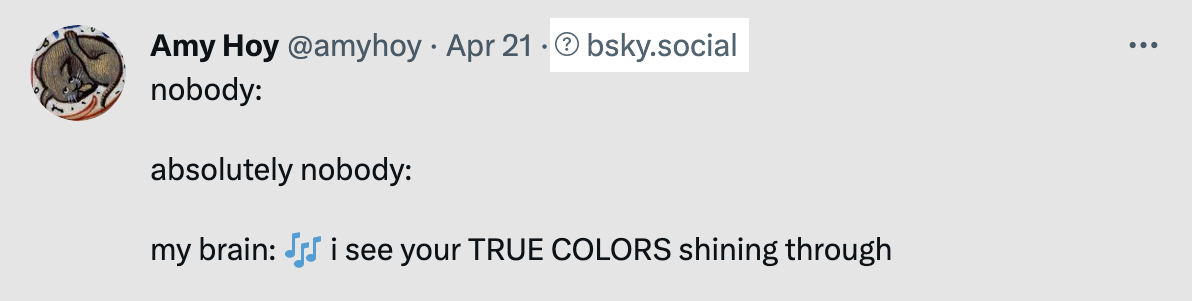 Amy Hoy @amyhoy · Apr 21 · bsky.social
nobody:
absolutely nobody:
my brain: 🎶 i see your TRUE COLORS shining through